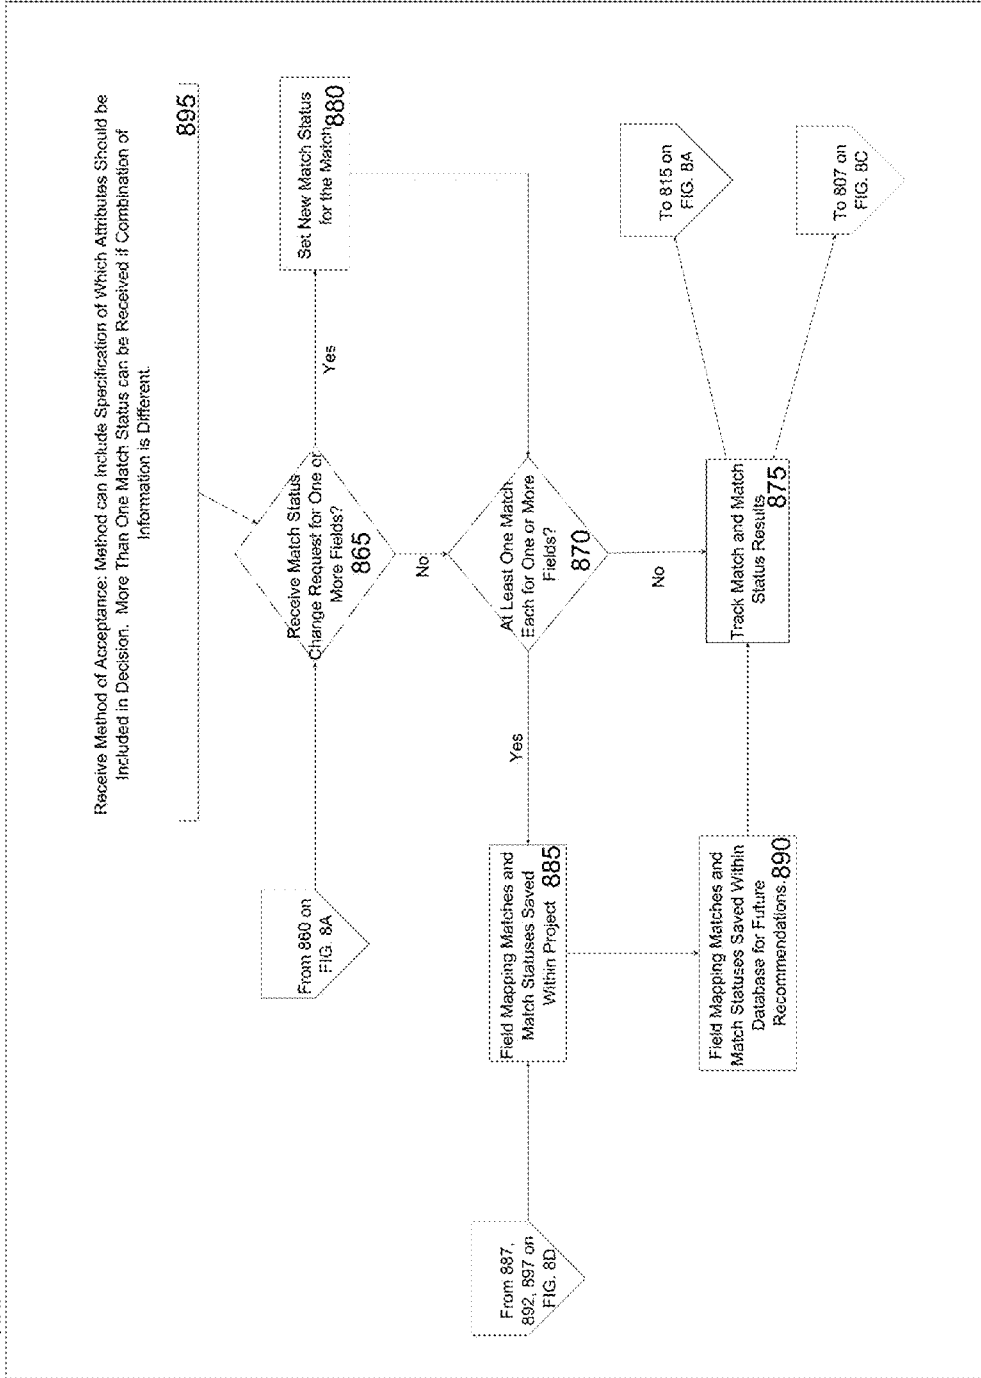 Receive Method of Acceptance: Method can Include Specification of Which Attributes Should be
Included in Decision. More Than One Match Status can be Received if Combination of
Information is Different.
895
From 860 on
FIG. 8A
Receive Match Status
Change Request for One or
More Fields?
865
Yes
Set New Match Status
for the Match
880
No
From 887,
892, 897 on
FIG. 8D
Field Mapping Matches and
Match Statuses Saved
Within Project
885
Yes
At Least One Match
Each for One or More
Fields?
870
No
Field Mapping Matches and
Match Statuses Saved Within
Database for Future
Recommendations.
890
Track Match and Match
Status Results
875
To 815 on
FIG. 8A
To 807 on
FIG. 8C